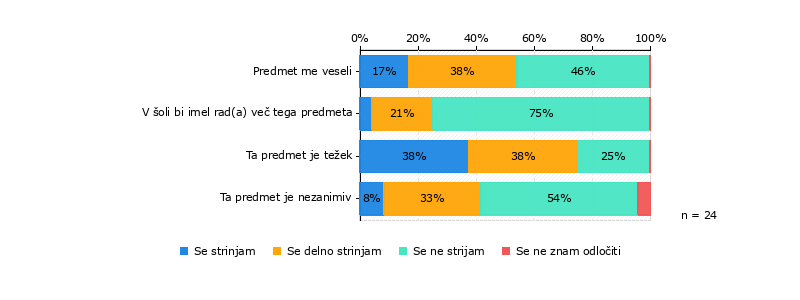 0% 20% 40% 60% 80% 100%
Predmet me veseli 17% 38% 46%
V šoli bi imel rad(a) več tega predmeta 21% 75%
Ta predmet je težek 38% 38% 25%
Ta predmet je nezanimiv 8% 33% 54%
n = 24
Se strinjam Se delno strinjam Se ne strijam Se ne znam odločiti